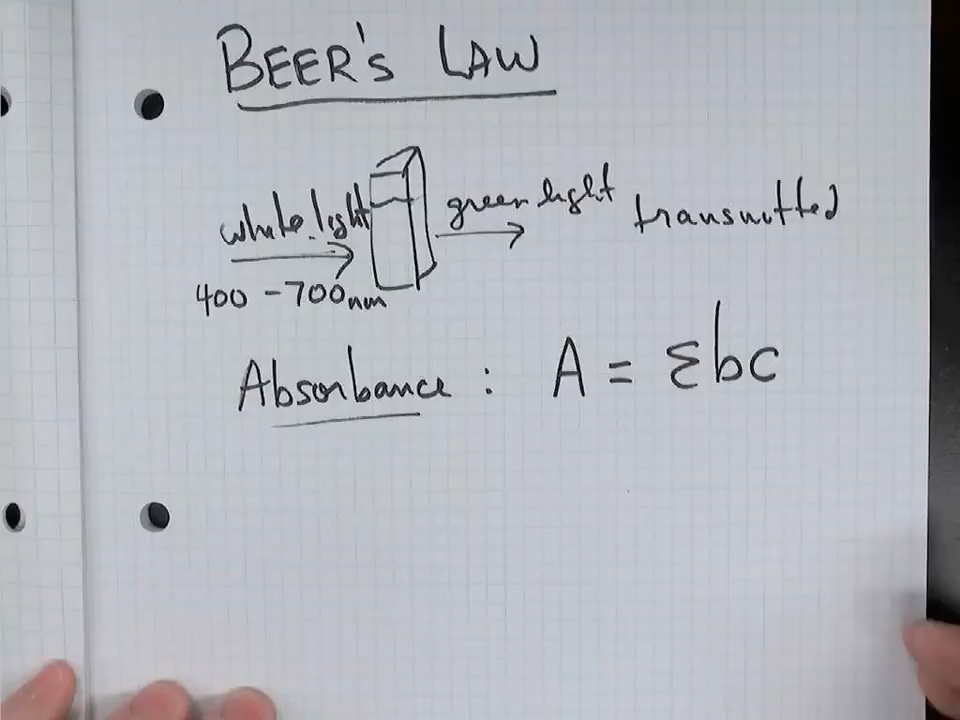 BEER'S LAW
white light green light transmitted
400 - 700nm
Absorbance : A = εbc